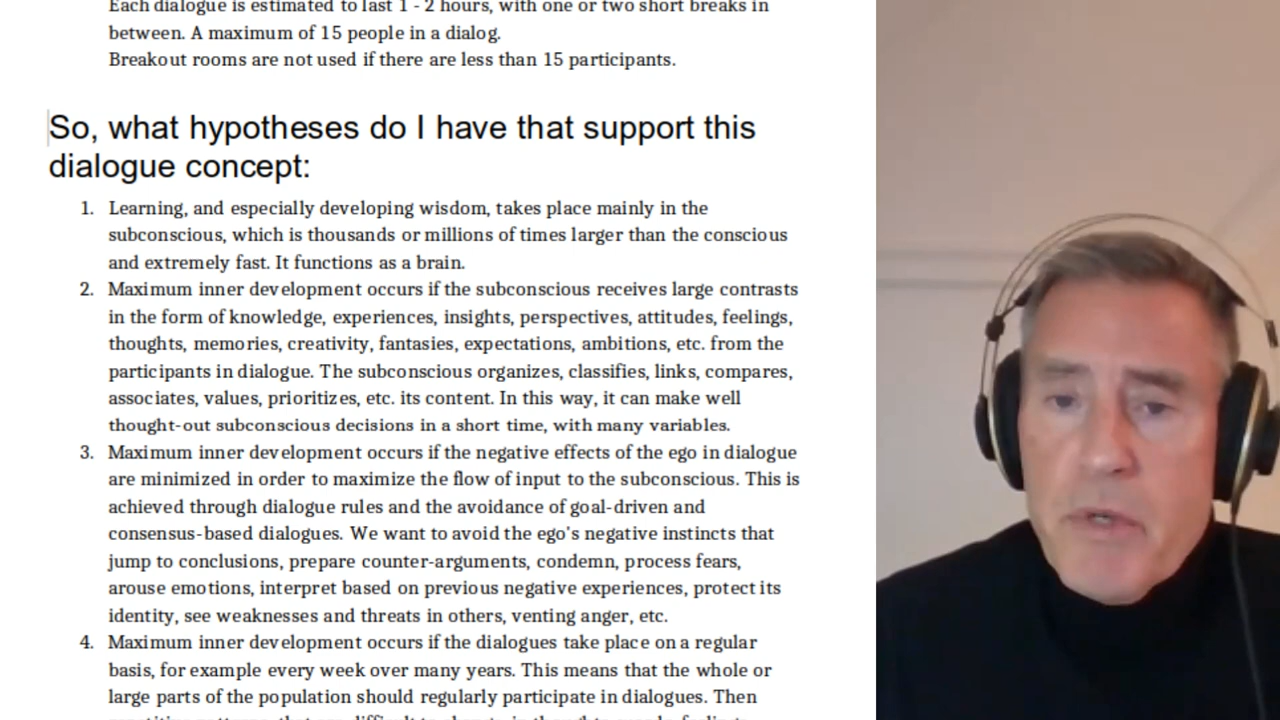 Each dialogue is estimated to last 1 - 2 hours, with one or two short breaks in
between. A maximum of 15 people in a dialog.
Breakout rooms are not used if there are less than 15 participants.
So, what hypotheses do I have that support this
dialogue concept:
1. Learning, and especially developing wisdom, takes place mainly in the
subconscious, which is thousands or millions of times larger than the conscious
and extremely fast. It functions as a brain.
2. Maximum inner development occurs if the subconscious receives large contrasts
in the form of knowledge, experiences, insights, perspectives, attitudes, feelings,
thoughts, memories, creativity, fantasies, expectations, ambitions, etc. from the
participants in dialogue. The subconscious organizes, classifies, links, compares,
associates, values, prioritizes, etc. its content. In this way, it can make well
thought-out subconscious decisions in a short time, with many variables.
3. Maximum inner development occurs if the negative effects of the ego in dialogue
are minimized in order to maximize the flow of input to the subconscious. This is
achieved through dialogue rules and the avoidance of goal-driven and
consensus-based dialogues. We want to avoid the ego's negative instincts that
jump to conclusions, prepare counter-arguments, condemn, process fears,
arouse emotions, interpret based on previous negative experiences, protect its
identity, see weaknesses and threats in others, venting anger, etc.
4. Maximum inner development occurs if the dialogues take place on a regular
basis, for example every week over many years. This means that the whole or
large parts of the population should regularly participate in dialogues. Then